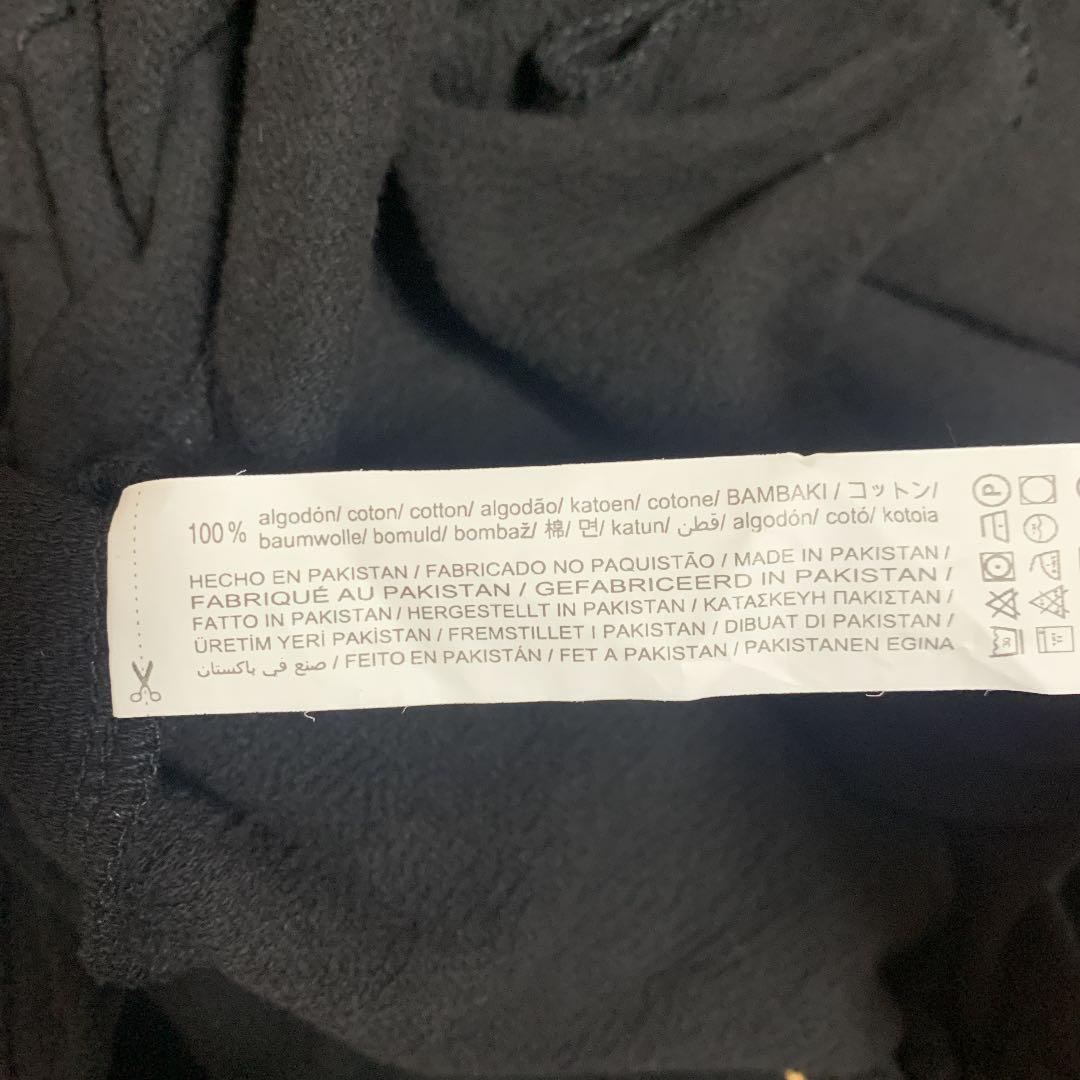 100% algodón/ coton/ cotton/ algodão/ katoen/ cotone/ BAMBAKI / コットン/
baumwolle/ bomuld/ bombaž/ 棉/ 면/ katun/ قطن/ algodón/ cotó/ kotoia
HECHO EN PAKISTAN / FABRICADO NO PAQUISTÃO / MADE IN PAKISTAN /
FABRIQUÉ AU PAKISTAN / GEFABRICEERD IN PAKISTAN /
FATTO IN PAKISTAN / HERGESTELLT IN PAKISTAN / ΚΑΤΑΣΚΕΥΗ ΠΑΚΙΣΤΑΝ /
ÜRETİM YERİ PAKİSTAN / FREMSTILLET I PAKISTAN / DIBUAT DI PAKISTAN /
صنع في باكستان / FEITO EN PAKISTÁN / FET A PAKISTAN / PAKISTANEN EGINA
P